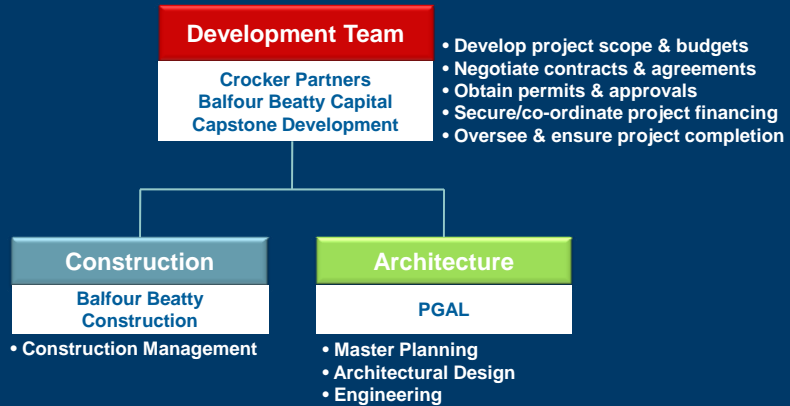 Development Team
Crocker Partners
Balfour Beatty Capital
Capstone Development
• Develop project scope & budgets
• Negotiate contracts & agreements
• Obtain permits & approvals
• Secure/co-ordinate project financing
• Oversee & ensure project completion
Construction
Balfour Beatty
Construction
• Construction Management
Architecture
PGAL
• Master Planning
• Architectural Design
• Engineering